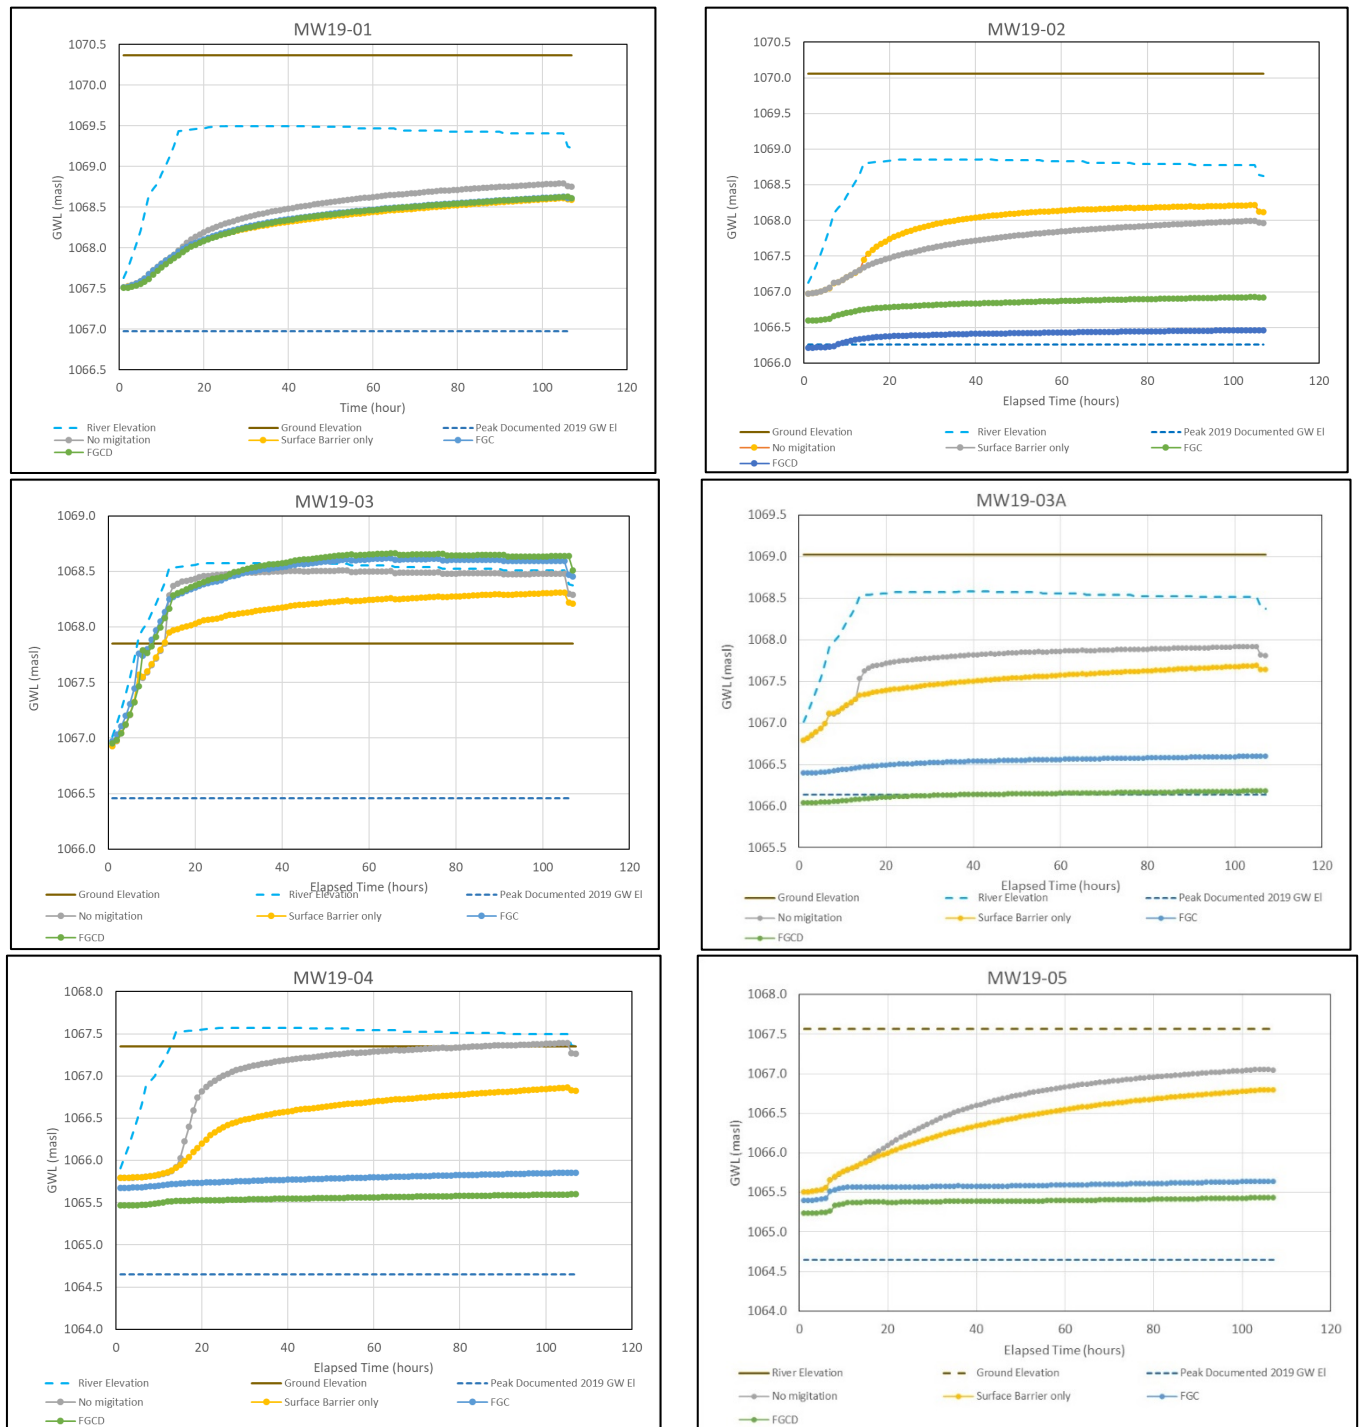 MW19-01
1070.5
1070.0
1069.5
1069.0
1068.5
1068.0
1067.5
1067.0
1066.5
GWL (masl)
0 20 40 60 80 100 120
Time (hour)
River Elevation Ground Elevation Peak Documented 2019 GW El
No migitation Surface Barrier only FGC
FGCD
MW19-02
1070.5
1070.0
1069.5
1069.0
1068.5
1068.0
1067.5
1067.0
1066.5
1066.0
GWL (masl)
0 20 40 60 80 100 120
Elapsed Time (hours)
Ground Elevation River Elevation Peak 2019 Documented GW El
No migitation Surface Barrier only FGC
FGCD
MW19-03
1069.0
1068.5
1068.0
1067.5
1067.0
1066.5
1066.0
GWL (masl)
0 20 40 60 80 100 120
Elapsed Time (hours)
Ground Elevation River Elevation Peak Documented 2019 GW El
No migitation Surface Barrier only FGC
FGCD
MW19-03A
1069.5
1069.0
1068.5
1068.0
1067.5
1067.0
1066.5
1066.0
1065.5
GWL (masl)
0 20 40 60 80 100 120
Elapsed Time (hours)
Ground Elevation River Elevation Peak Documented 2019 GW El
No migitation Surface Barrier only FGC
FGCD
MW19-04
1068.0
1067.5
1067.0
1066.5
1066.0
1065.5
1065.0
1064.5
1064.0
GWL (masl)
0 20 40 60 80 100 120
Elapsed Time (hours)
River Elevation Ground Elevation Peak Documented 2019 GW El
No migitation Surface Barrier only FGC
FGCD
MW19-05
1068.0
1067.5
1067.0
1066.5
1066.0
1065.5
1065.0
1064.5
1064.0
GWL (masl)
0 20 40 60 80 100 120
Elapsed Time (hours)
River Elevation Ground Elevation Peak Documented 2019 GW El
No migitation Surface Barrier only FGC
FGCD